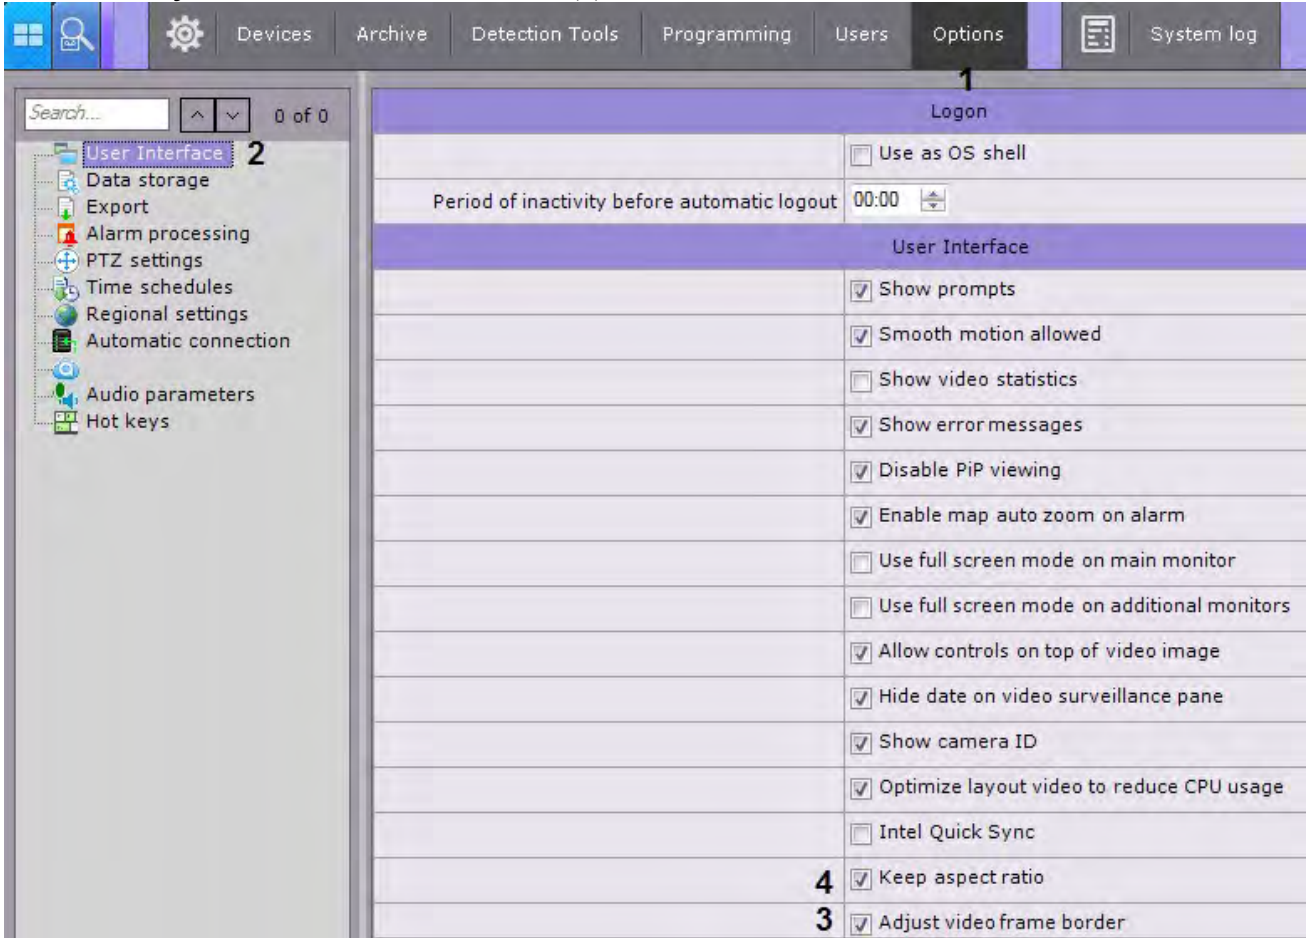 Devices Archive Detection Tools Programming Users Options System log
1
Search... 0 of 0
User Interface 2
Data storage
Export
Alarm processing
PTZ settings
Time schedules
Regional settings
Automatic connection
Audio parameters
Hot keys
Logon
Use as OS shell
Period of inactivity before automatic logout 00:00
User Interface
Show prompts
Smooth motion allowed
Show video statistics
Show error messages
Disable PiP viewing
Enable map auto zoom on alarm
Use full screen mode on main monitor
Use full screen mode on additional monitors
Allow controls on top of video image
Hide date on video surveillance pane
Show camera ID
Optimize layout video to reduce CPU usage
Intel Quick Sync
4 Keep aspect ratio
3 Adjust video frame border